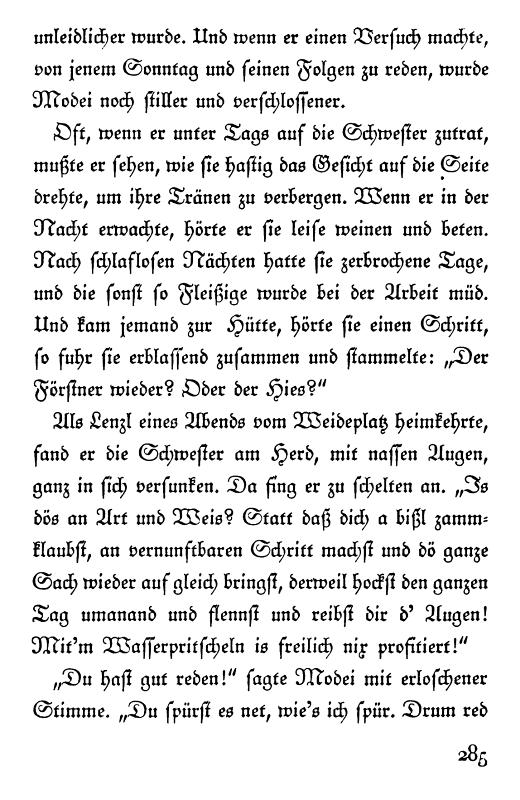 unleidlicher wurde. Und wenn er einen Versuch machte,
von jenem Sonntag und seinen Folgen zu reden, wurde
Modei noch stiller und verschlossener.
Oft, wenn er unter Tags auf die Schwester zutrat,
mußte er sehen, wie sie hastig das Gesicht auf die Seite
drehte, um ihre Tränen zu verbergen. Wenn er in der
Nacht erwachte, hörte er sie leise weinen und beten.
Nach schlaflosen Nächten hatte sie zerbrochene Tage,
und die sonst so Fleißige wurde bei der Arbeit müd.
Und kam jemand zur Hütte, hörte sie einen Schritt,
so fuhr sie erblassend zusammen und stammelte: „Der
Förstner wieder? Oder der Hies?“
Als Lenzl eines Abends vom Weideplatz heimkehrte,
fand er die Schwester am Herd, mit nassen Augen,
ganz in sich versunken. Da fing er zu schelten an. „Is
dös an Art und Weis? Statt daß dich a bißl zamm-
klaubst, an vernunftbaren Schritt machst und dö ganze
Sach wieder auf gleich bringst, derweil hockst den ganzen
Tag umanand und flennst und reibst dir d’ Augen!
Mit’m Wasserpritscheln is freilich nix profitiert!“
„Du hast gut reden!“ sagte Modei mit erloschener
Stimme. „Du spürst es net, wie’s ich spür. Drum red
285